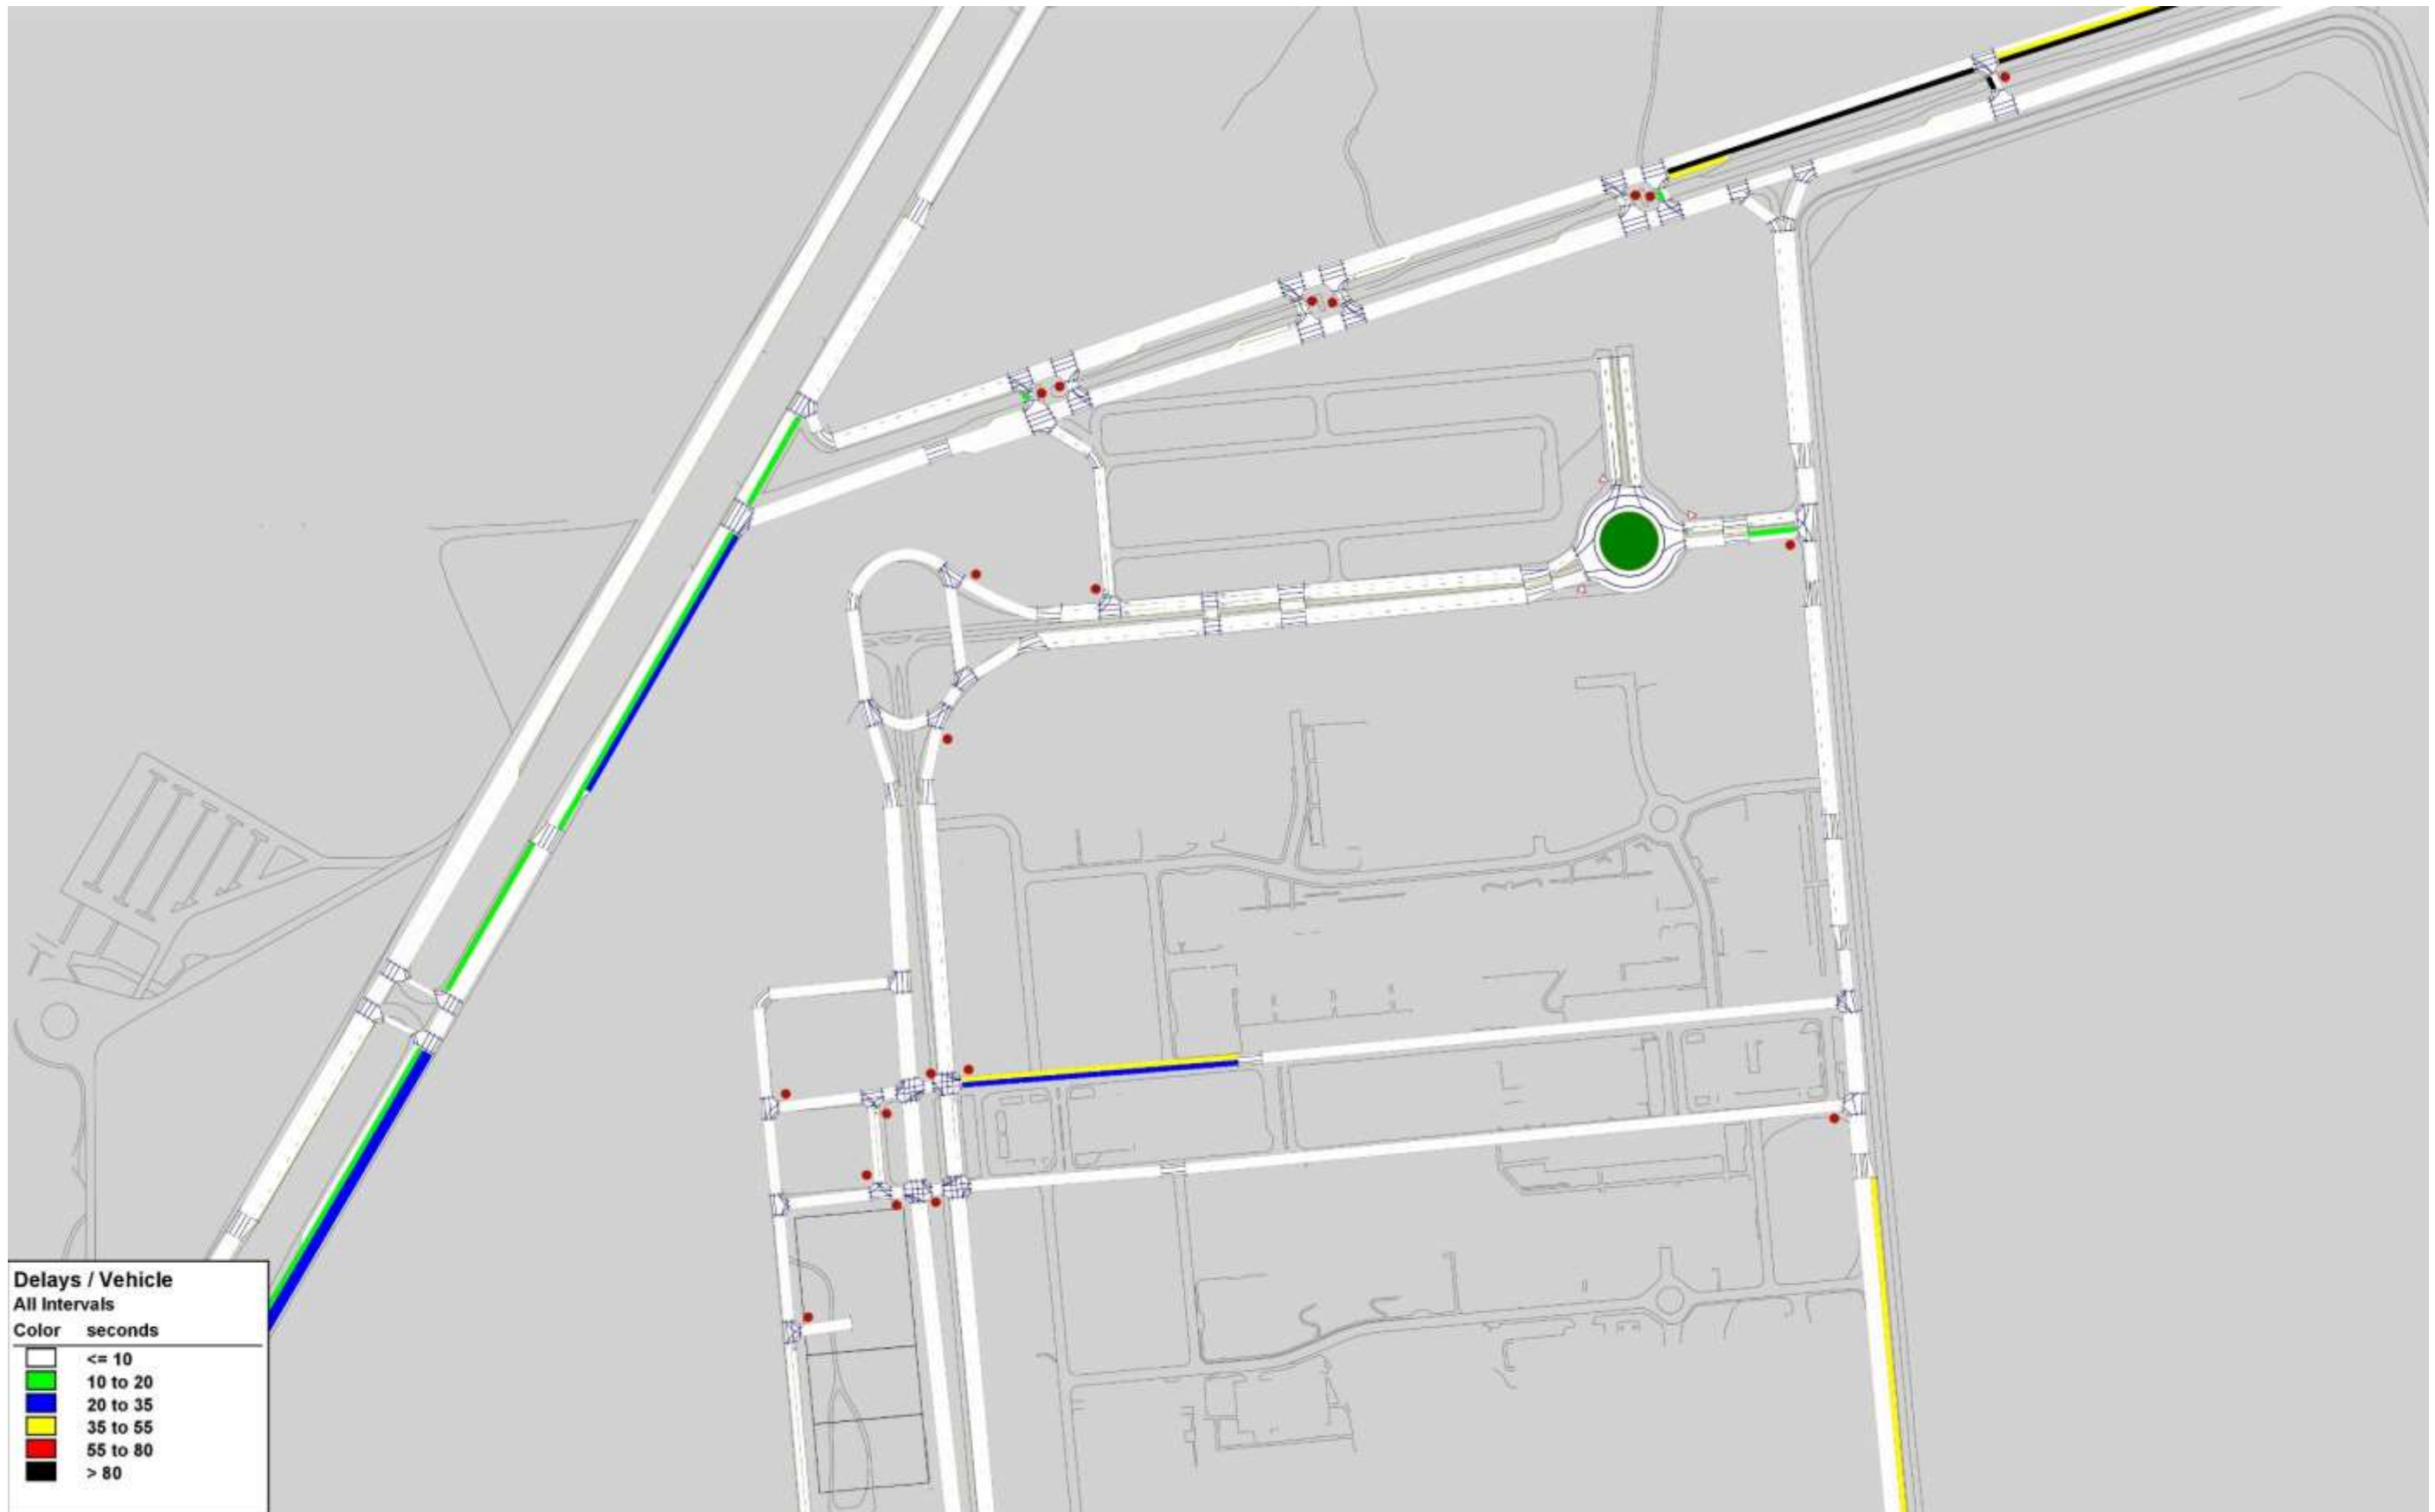 Delays / Vehicle
All Intervals
Color seconds
<= 10
10 to 20
20 to 35
35 to 55
55 to 80
> 80